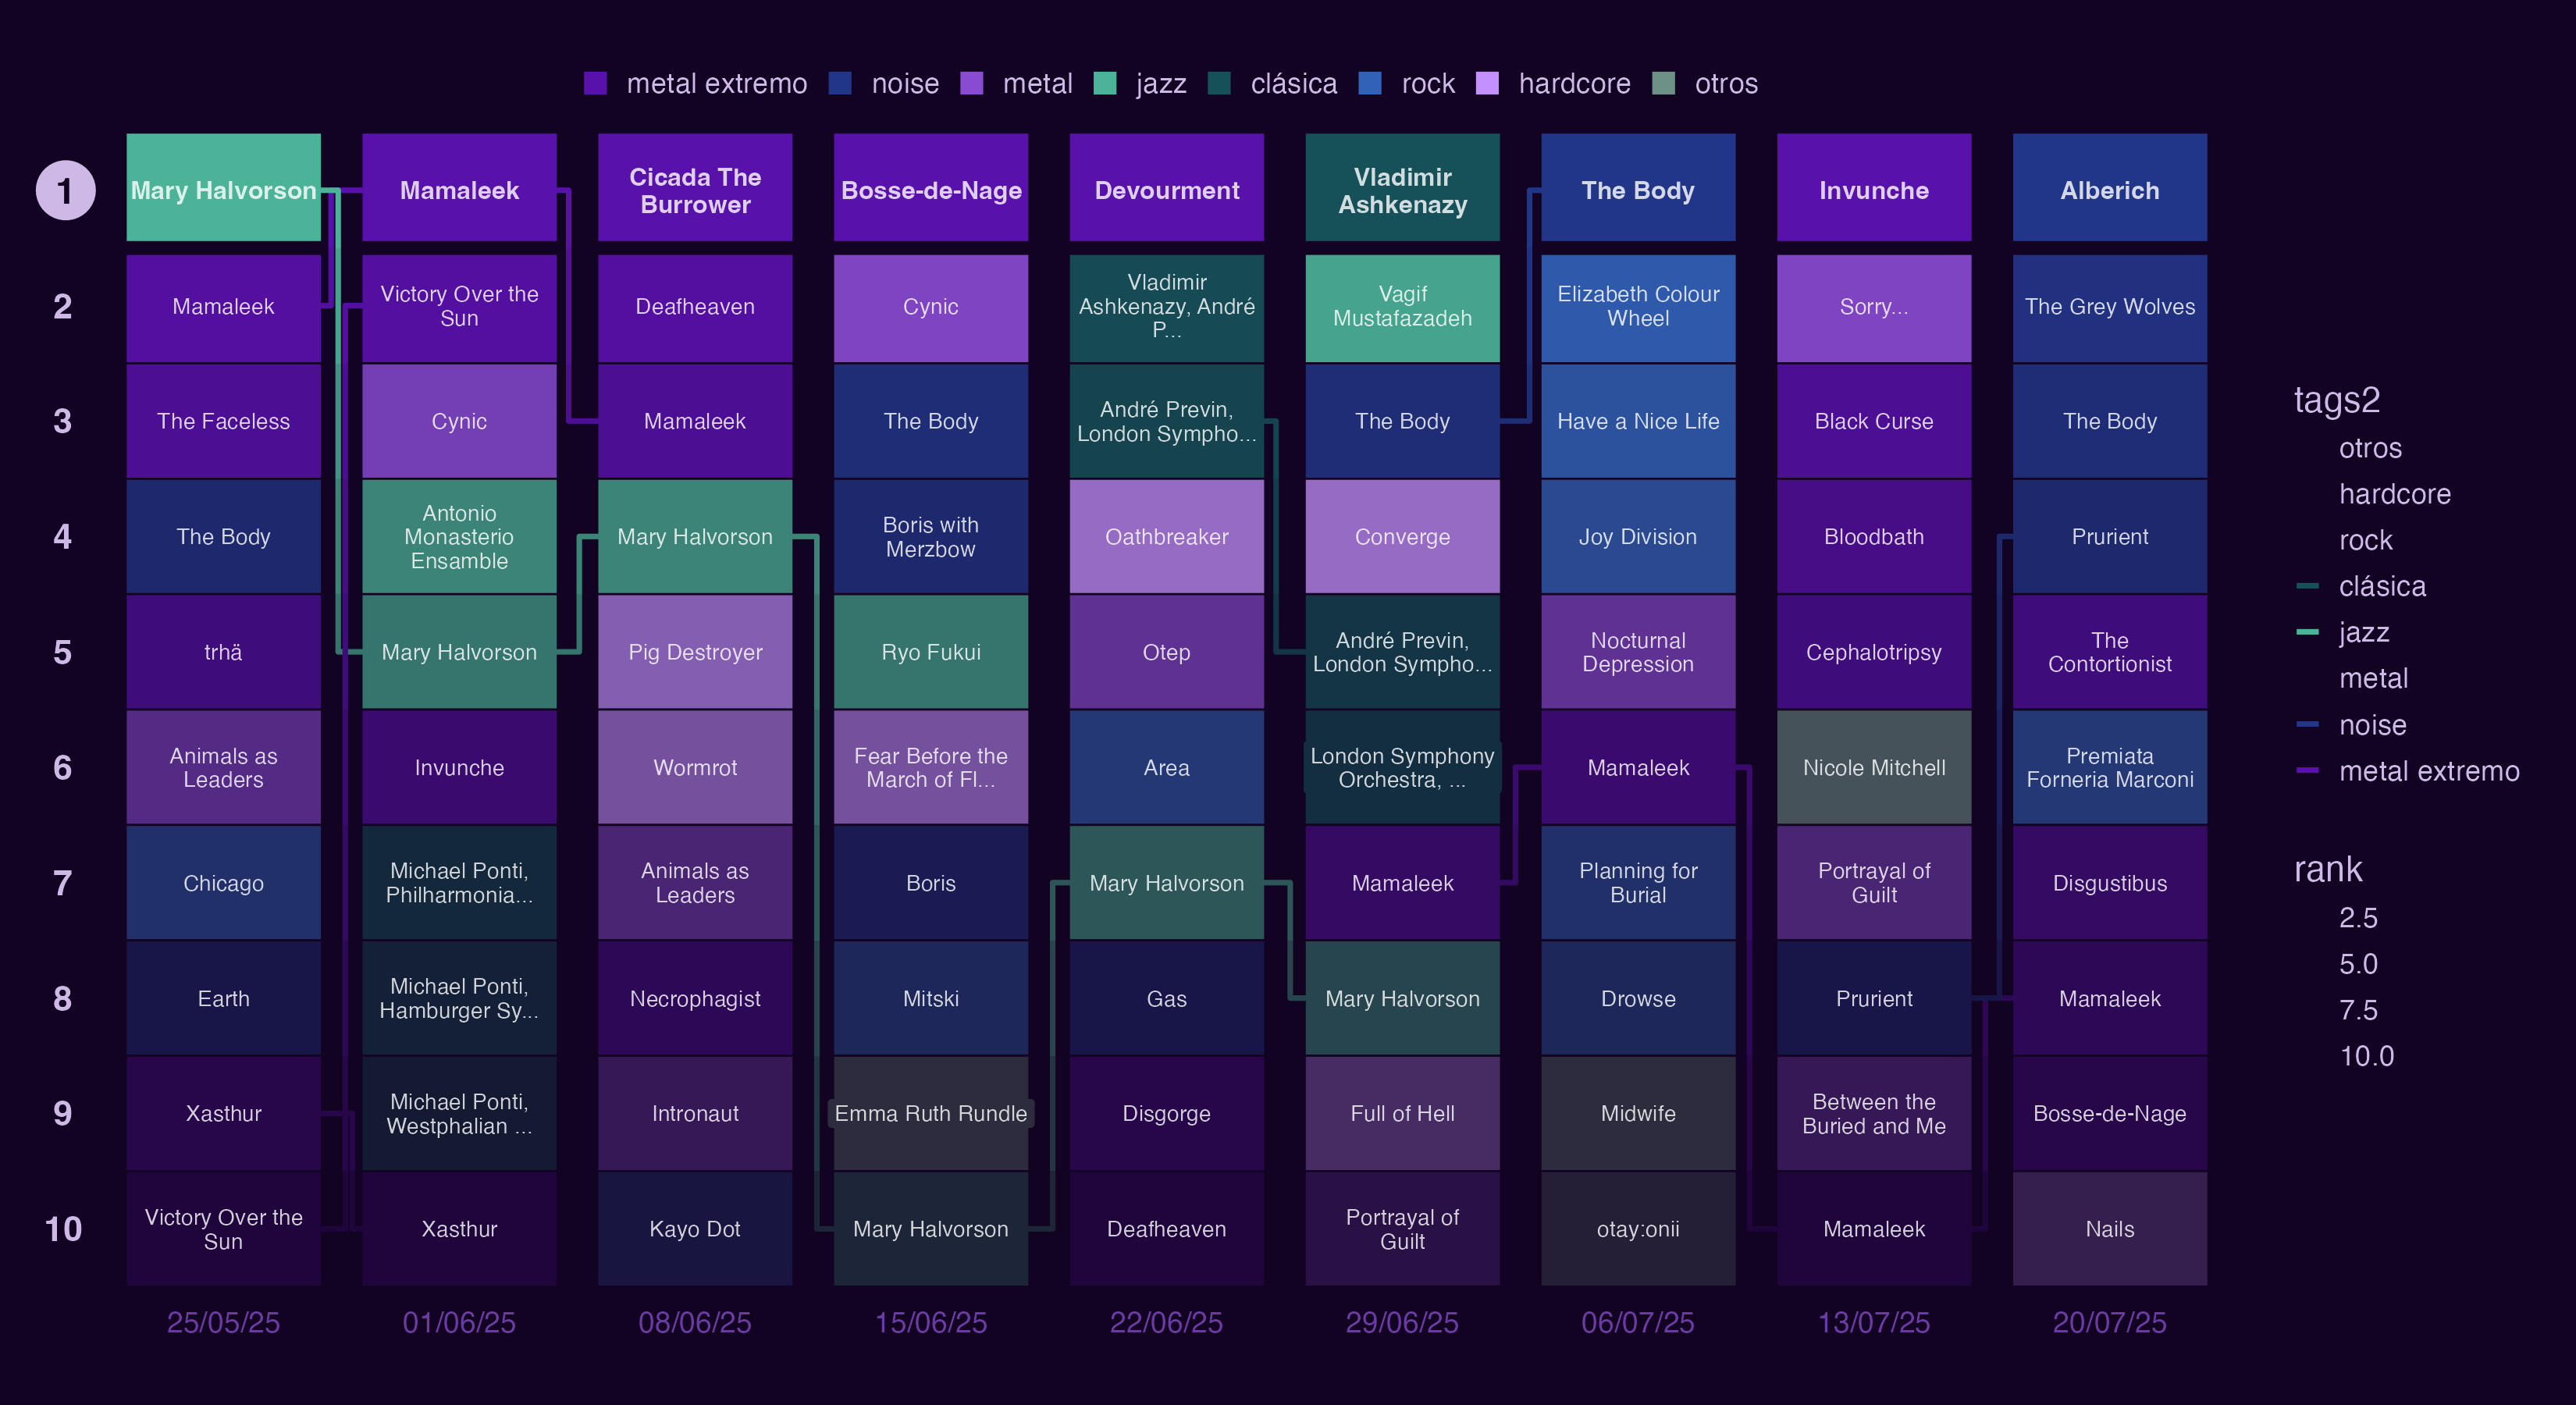 metal extremo noise metal jazz clásica rock hardcore otros
1
2
3
4
5
6
7
8
9
10
Mary Halvorson
Mamaleek
The Faceless
The Body
trhä
Animals as
Leaders
Chicago
Earth
Xasthur
Victory Over the
Sun
25/05/25
Mamaleek
Victory Over the
Sun
Cynic
Antonio
Monasterio
Ensamble
Mary Halvorson
Invunche
Michael Ponti,
Philharmonia...
Michael Ponti,
Hamburger Sy...
Michael Ponti,
Westphalian ...
Xasthur
01/06/25
Cicada The
Burrower
Deafheaven
Mamaleek
Mary Halvorson
Pig Destroyer
Wormrot
Animals as
Leaders
Necrophagist
Intronaut
Kayo Dot
08/06/25
Bosse-de-Nage
Cynic
The Body
Boris with
Merzbow
Ryo Fukui
Fear Before the
March of Fl...
Boris
Mitski
Emma Ruth Rundle
Mary Halvorson
15/06/25
Devourment
Vladimir
Ashkenazy, André
P...
André Previn,
London Sympho...
Oathbreaker
Otep
Area
Mary Halvorson
Gas
Disgorge
Deafheaven
22/06/25
Vladimir
Ashkenazy
Vagif
Mustafazadeh
The Body
Converge
André Previn,
London Sympho...
London Symphony
Orchestra, ...
Mamaleek
Mary Halvorson
Full of Hell
Portrayal of
Guilt
29/06/25
The Body
Elizabeth Colour
Wheel
Have a Nice Life
Joy Division
Nocturnal
Depression
Mamaleek
Planning for
Burial
Drowse
Midwife
otay:onii
06/07/25
Invunche
Sorry...
Black Curse
Bloodbath
Cephalotripsy
Nicole Mitchell
Portrayal of
Guilt
Prurient
Between the
Buried and Me
Mamaleek
13/07/25
Alberich
The Grey Wolves
The Body
Prurient
The
Contortionist
Premiata
Forneria Marconi
Disgustibus
Mamaleek
Bosse-de-Nage
Nails
20/07/25
tags2
otros
hardcore
rock
clásica
jazz
metal
noise
metal extremo
rank
2.5
5.0
7.5
10.0